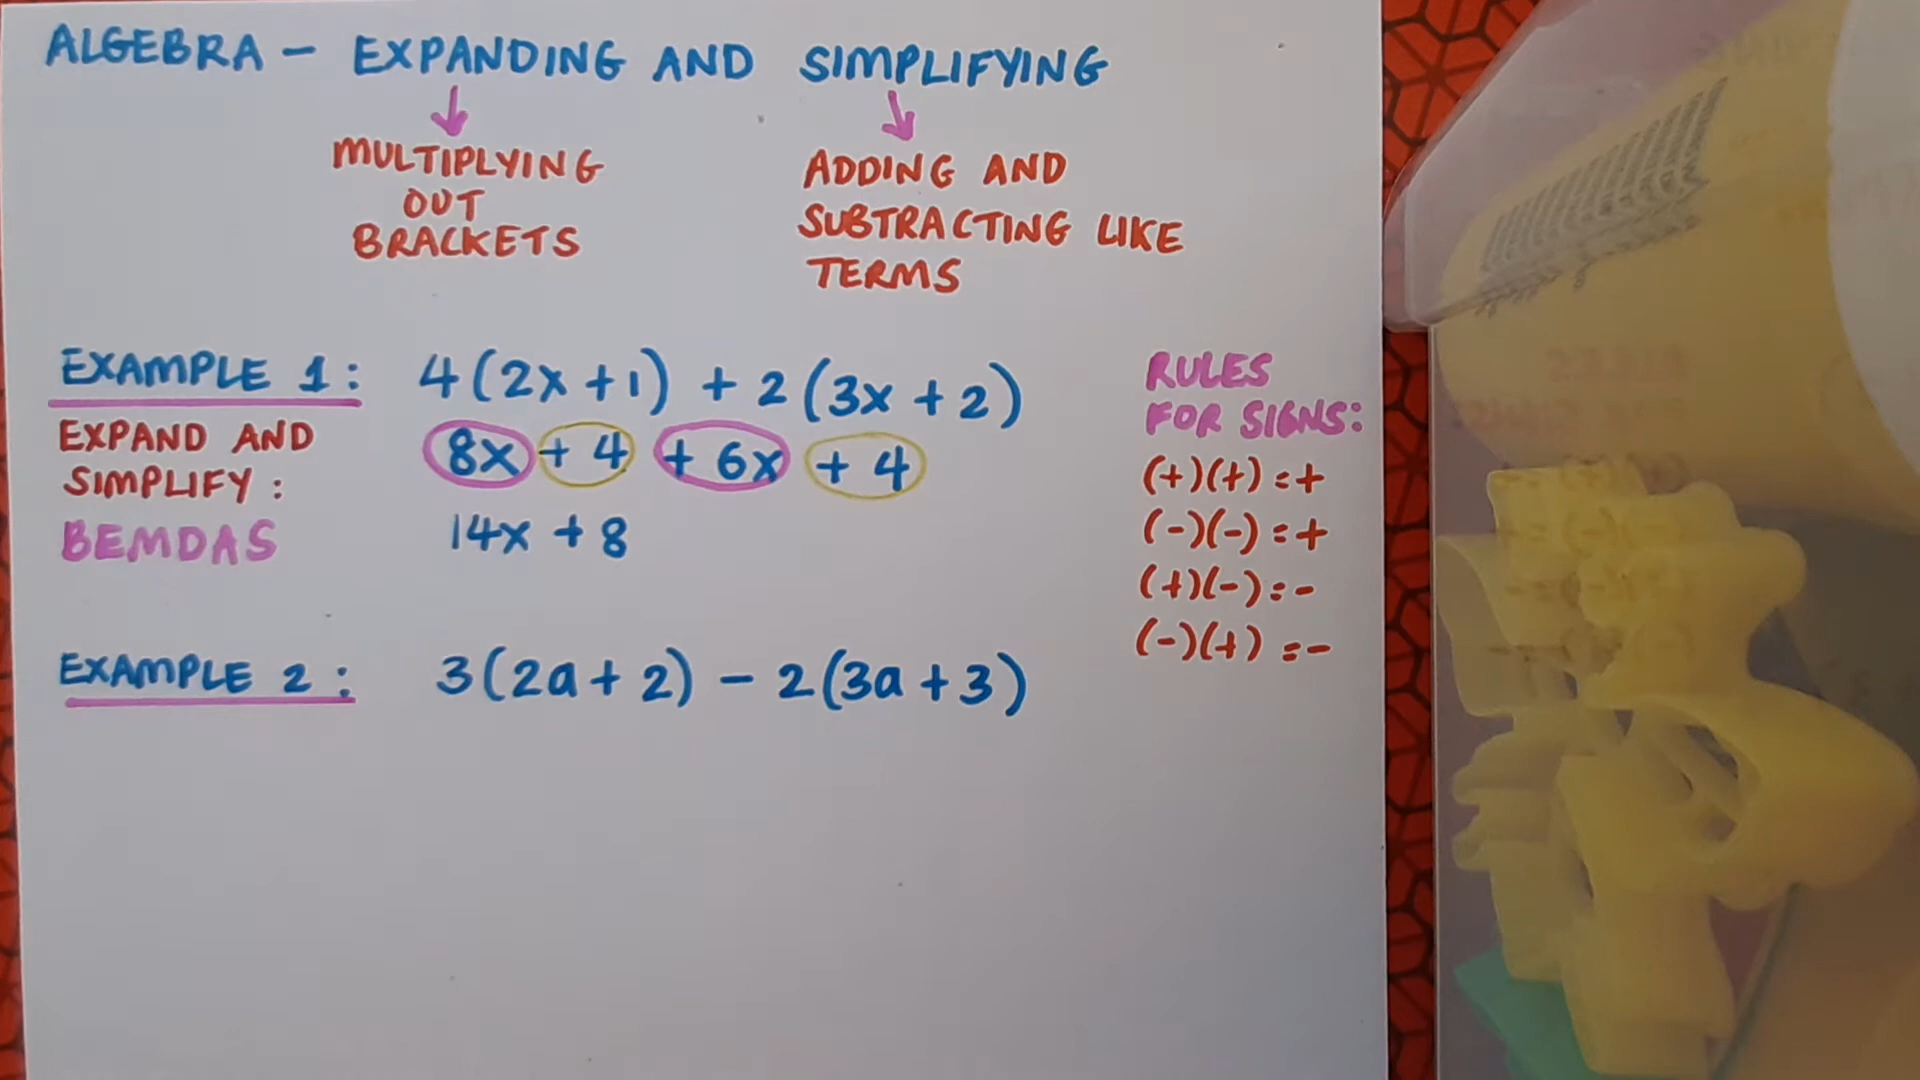 ALGEBRA - EXPANDING AND SIMPLIFYING
MULTIPLYING
OUT
BRACKETS
ADDING AND
SUBTRACTING LIKE
TERMS
EXAMPLE 1: 4(2x+1) + 2(3x+2)
EXPAND AND
SIMPLIFY:
BEMDAS
8x + 4 + 6x + 4
14x + 8
RULES
FOR SIGNS:
(+)(+) = +
(-)(-) = +
(+)(-) = -
(-)(+) = -
EXAMPLE 2: 3(2a+2) - 2(3a+3)